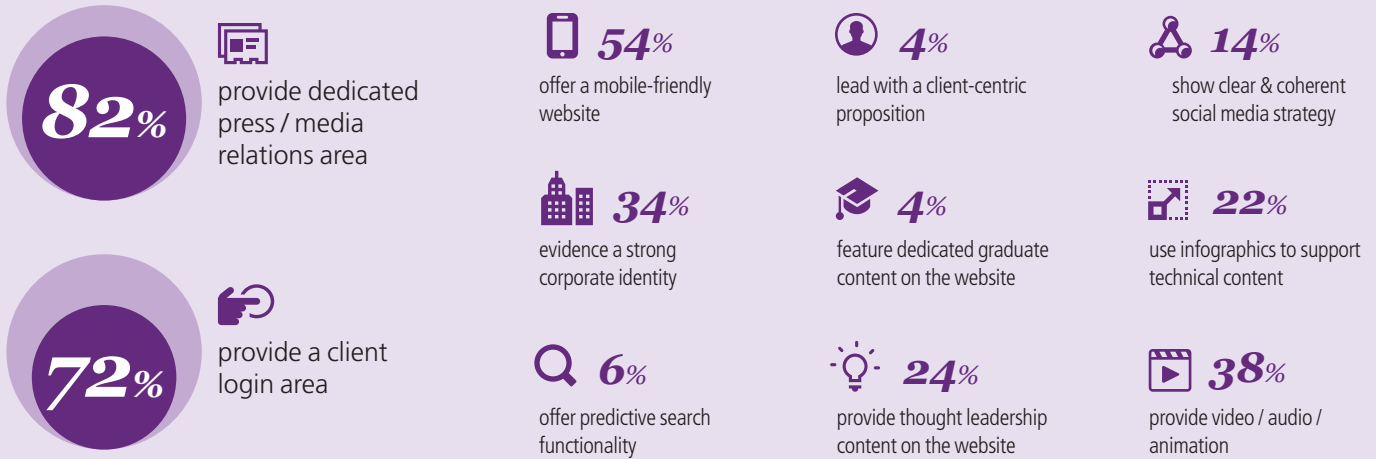 82%
provide dedicated
press / media
relations area
72%
provide a client
login area
54%
offer a mobile-friendly
website
4%
lead with a client-centric
proposition
14%
show clear & coherent
social media strategy
34%
evidence a strong
corporate identity
4%
feature dedicated graduate
content on the website
22%
use infographics to support
technical content
6%
offer predictive search
functionality
24%
provide thought leadership
content on the website
38%
provide video / audio /
animation